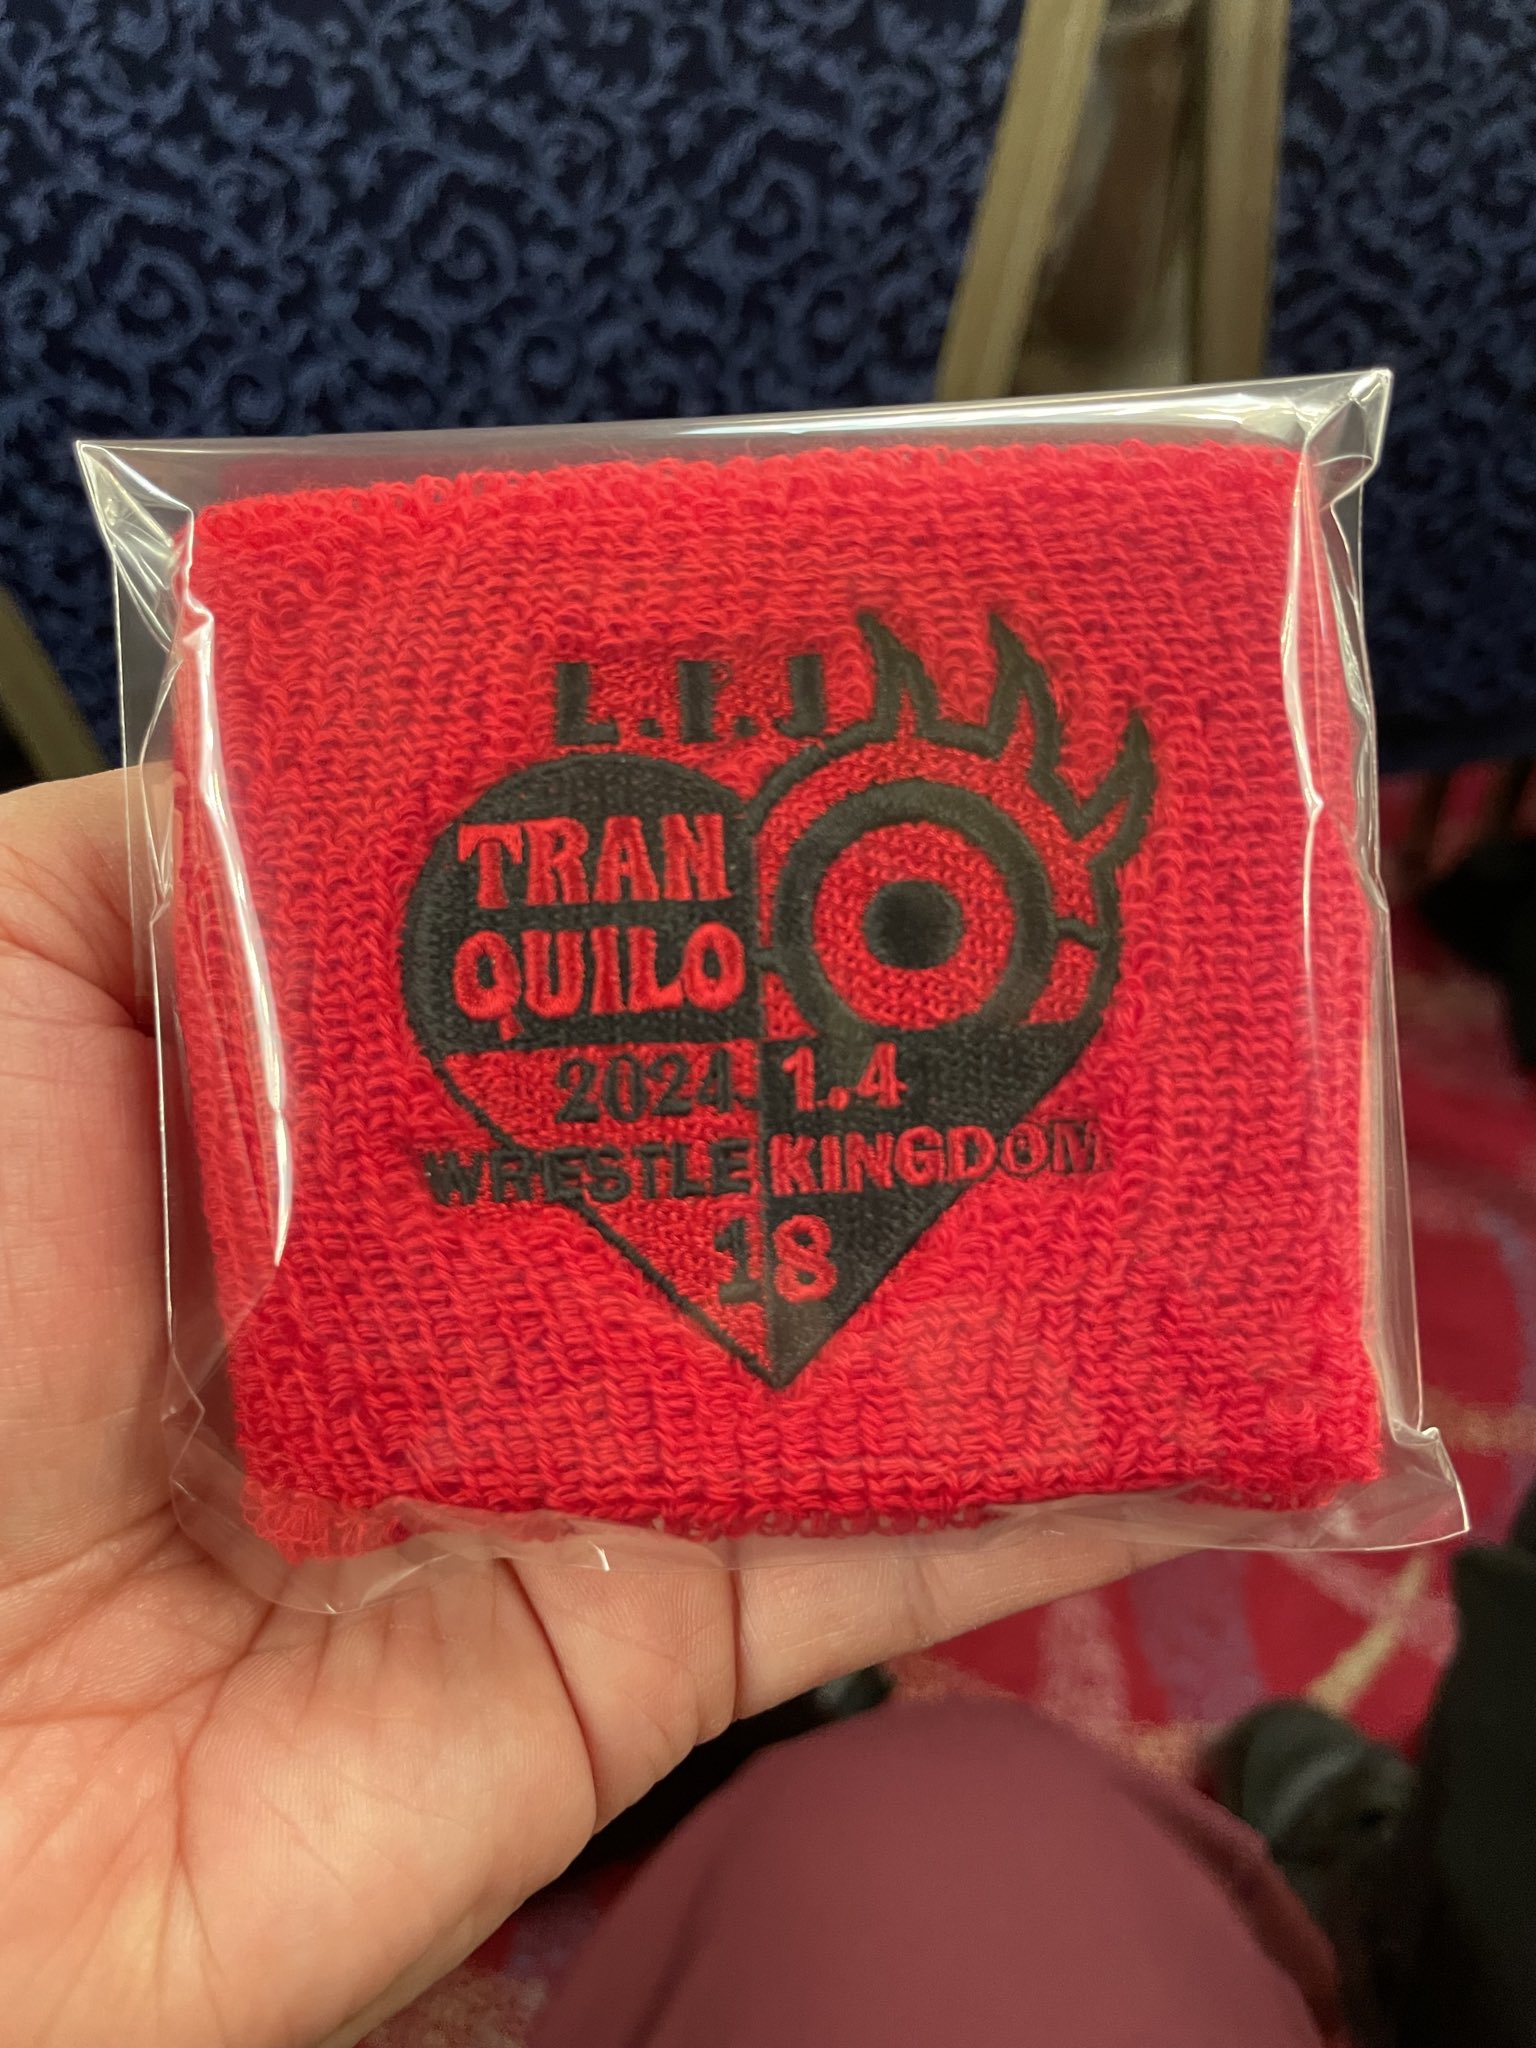 L.I.J
TRAN
QUILO
2024.1.4
WRESTLE KINGDOM
18